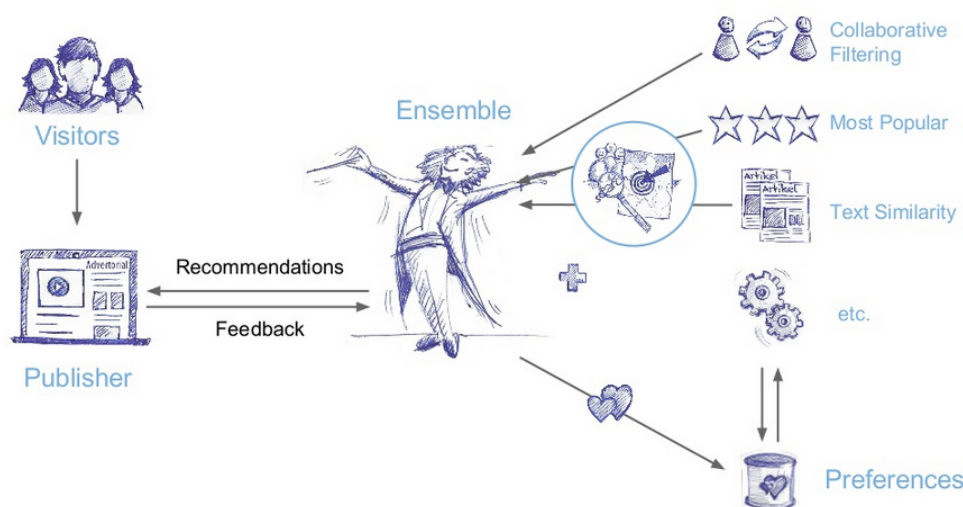 Collaborative
Filtering
Visitors
Ensemble
Most Popular
Artikel
Artikel
Text Similarity
Advertorial
Recommendations
Feedback
etc.
Publisher
Preferences